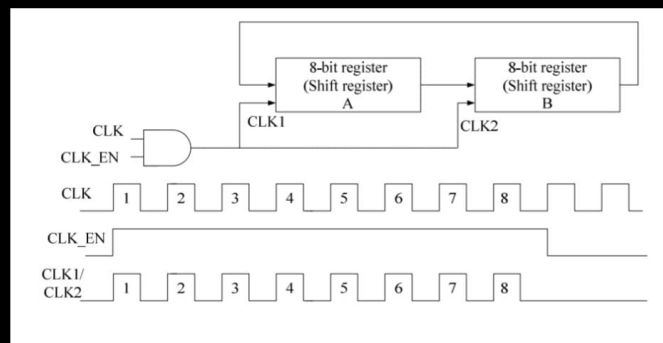 8-bit register
(Shift register)
A
8-bit register
(Shift register)
B
CLK1
CLK2
CLK
CLK_EN
CLK
1 2 3 4 5 6 7 8
CLK_EN
CLK1/
CLK2
1 2 3 4 5 6 7 8